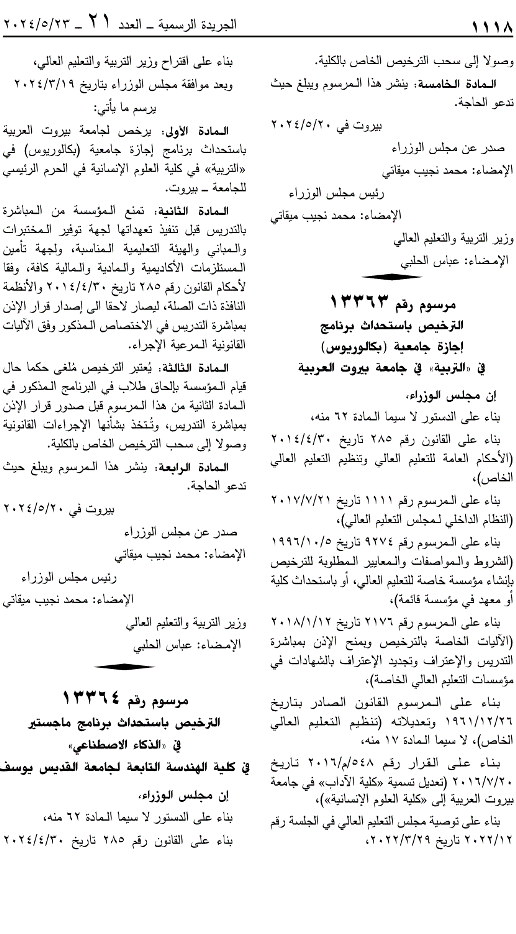 ١١١٨
الجريدة الرسمية ـ العدد ٢١ ـ ٢٠٢٤/٥/٢٣
وصولا إلى سحب الترخيص الخاص بالكلية.
المادة الخامسة: ينشر هذا المرسوم ويبلغ حيث
تدعو الحاجة.
بيروت في ٢٠٢٤/٥/٢٠
صدر عن مجلس الوزراء
الإمضاء: محمد نجيب ميقاتي
رئيس مجلس الوزراء
الإمضاء: محمد نجيب ميقاتي
وزير التربية والتعليم العالي
الإمضاء: عباس الحلبي
مرسوم رقم ١٣٣٦٣
الترخيص باستحداث برنامج
إجازة جامعية (بكالوريوس)
في «التربية» في جامعة بيروت العربية
إن مجلس الوزراء،
بناء على الدستور لا سيما المادة ٦٢ منه،
بناء على القانون رقم ٢٨٥ تاريخ ٢٠١٤/٤/٣٠
(الأحكام العامة للتعليم العالي وتنظيم التعليم العالي
الخاص)،
بناء على المرسوم رقم ١١١١ تاريخ ٢٠١٧/٧/٢١
(النظام الداخلي لمجلس التعليم العالي)،
بناء على المرسوم رقم ٩٢٧٤ تاريخ ١٩٩٦/١٠/٥
(الشروط والمواصفات والمعايير المطلوبة للترخيص
بإنشاء مؤسسة خاصة للتعليم العالي، أو باستحداث كلية
أو معهد في مؤسسة قائمة)،
بناء على المرسوم رقم ٢١٧٦ تاريخ ٢٠١٨/١/١٢
(الآليات الخاصة بالترخيص وبمنح الإذن بمباشرة
التدريس والإعتراف وتجديد الإعتراف بالشهادات في
مؤسسات التعليم العالي الخاصة)،
بناء على المرسوم القانون الصادر بتاريخ
١٩٦١/١٢/٢٦ وتعديلاته (تنظيم التعليم العالي
الخاص)، لا سيما المادة ١٧ منه،
بناء على القرار رقم ٥٤٨/م/٢٠١٦ تاريخ
٢٠١٦/٧/٢٠ (تعديل تسمية «كلية الآداب» في جامعة
بيروت العربية إلى «كلية العلوم الإنسانية»)،
بناء على توصية مجلس التعليم العالي في الجلسة رقم
٢٠٢٢/١٢ تاريخ ٢٠٢٢/٣/٢٩،
بناء على اقتراح وزير التربية والتعليم العالي،
وبعد موافقة مجلس الوزراء بتاريخ ٢٠٢٤/٣/١٩
يرسم ما يأتي:
المادة الأولى: يرخص لجامعة بيروت العربية
باستحداث برنامج إجازة جامعية (بكالوريوس) في
«التربية» في كلية العلوم الإنسانية في الحرم الرئيسي
للجامعة ـ بيروت.
المادة الثانية: تمنع المؤسسة من المباشرة
بالتدريس قبل تنفيذ تعهداتها لجهة توفير المختبرات
والمباني والهيئة التعليمية المناسبة، ولجهة تأمين
المستلزمات الأكاديمية والمادية والمالية كافة، وفقا
لأحكام القانون رقم ٢٨٥ تاريخ ٢٠١٤/٤/٣٠ والأنظمة
النافذة ذات الصلة، ليصار لاحقا الى إصدار قرار الإذن
بمباشرة التدريس في الاختصاص المذكور وفق الآليات
القانونية المرعية الإجراء.
المادة الثالثة: يُعتبر الترخيص مُلغى حكما حال
قيام المؤسسة بإلحاق طلاب في البرنامج المذكور في
المادة الثانية من هذا المرسوم قبل صدور قرار الإذن
بمباشرة التدريس، وتُتخذ بشأنها الإجراءات القانونية
وصولا إلى سحب الترخيص الخاص بالكلية.
المادة الرابعة: ينشر هذا المرسوم ويبلغ حيث
تدعو الحاجة.
بيروت في ٢٠٢٤/٥/٢٠
صدر عن مجلس الوزراء
الإمضاء: محمد نجيب ميقاتي
رئيس مجلس الوزراء
الإمضاء: محمد نجيب ميقاتي
وزير التربية والتعليم العالي
الإمضاء: عباس الحلبي
مرسوم رقم ١٣٣٦٤
الترخيص باستحداث برنامج ماجستير
في «الذكاء الاصطناعي»
في كلية الهندسة التابعة لجامعة القديس يوسف
إن مجلس الوزراء،
بناء على الدستور لا سيما المادة ٦٢ منه،
بناء على القانون رقم ٢٨٥ تاريخ ٢٠٢٤/٤/٣٠